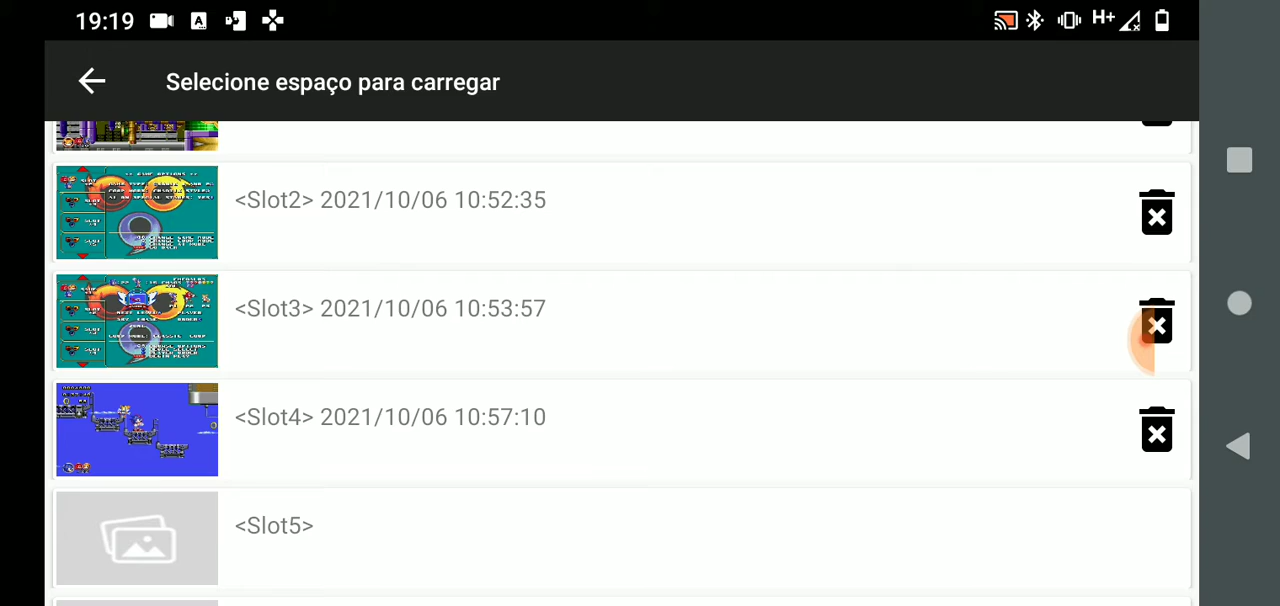 19:19
H+
Selecione espaço para carregar
<Slot2> 2021/10/06 10:52:35
<Slot3> 2021/10/06 10:53:57
<Slot4> 2021/10/06 10:57:10
<Slot5>